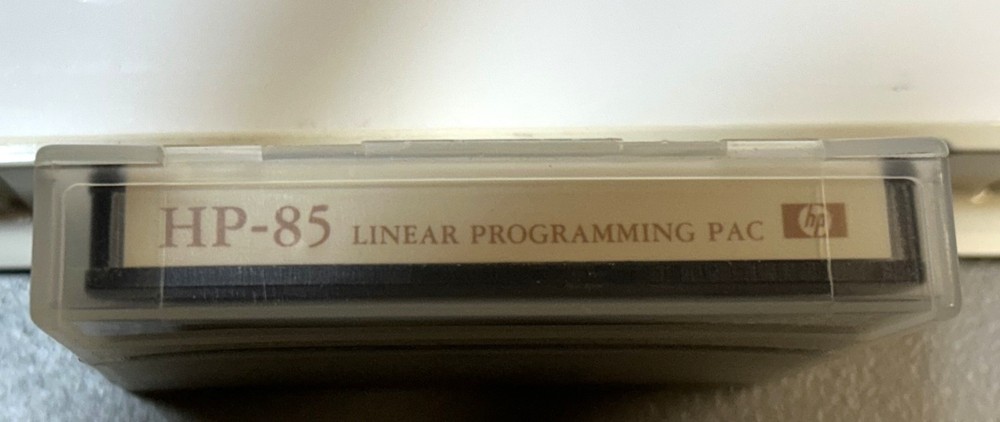 HP-85 LINEAR PROGRAMMING PAC hp